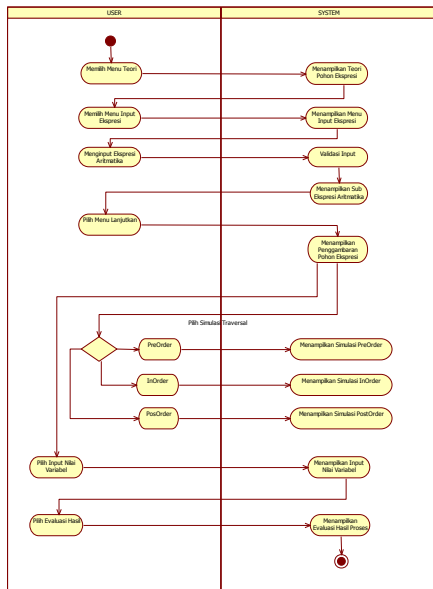 USER
SYSTEM
Memilih Menu Teori
Menampilkan Teori
Pohon Ekspresi
Memilih Menu Input
Ekspresi
Menampilkan Menu
Input Ekspresi
Menginput Ekspresi
Aritmatika
Validasi Input
Menampilkan Sub
Ekspresi Aritmatika
Pilh Menu Lanjutkan
Menampilkan
Penggambaran
Pohon Ekspresi
Pilih Simulasi Traversal
PreOrder
Menampilkan Simulasi PreOrder
InOrder
Menampilkan Simulasi InOrder
PosOrder
Menampilkan Simulasi PostOrder
Pilh Input Nilai
Variabel
Menampilkan Input
Nilai Variabel
Pilih Evaluasi Hasil
Menampilkan
Evaluasi Hasil Proses